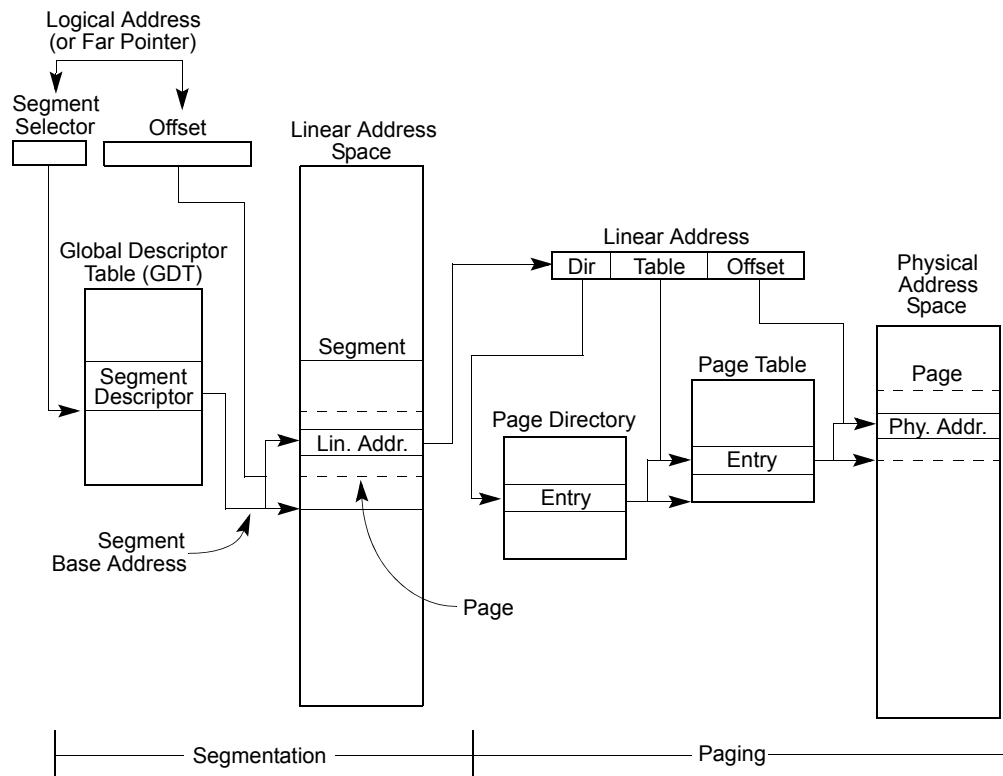 Logical Address
(or Far Pointer)
Segment
Selector
Offset
Linear Address
Space
Global Descriptor
Table (GDT)
Segment
Descriptor
Segment
Lin. Addr.
Segment
Base Address
Page
Linear Address
Dir Table Offset
Page Directory
Entry
Page Table
Entry
Physical
Address
Space
Page
Phy. Addr.
Segmentation
Paging